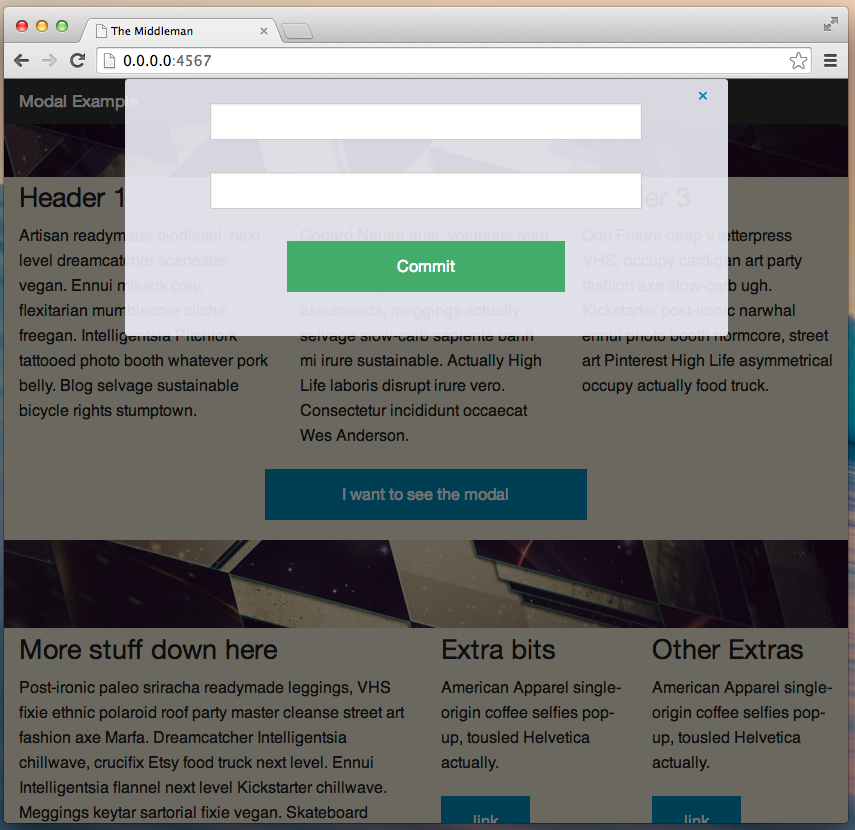 The Middleman
0.0.0.0:4567
Modal Example
×
Commit
Header 1
Artisan readymade biodiesel, next
level dreamcatcher scenester
vegan. Ennui mlkshk cray,
flexitarian mumblecore cliche
freegan. Intelligentsia Pitchfork
tattooed photo booth whatever pork
belly. Blog selvage sustainable
bicycle rights stumptown.
Godard Neutra aute, voluptate retro
assumenda, meggings actually
selvage slow-carb sapiente banh
mi irure sustainable. Actually High
Life laboris disrupt irure vero.
Consectetur incididunt occaecat
Wes Anderson.
er 3
Odd Future deep v letterpress
VHS, occupy cardigan art party
fashion axe slow-carb ugh.
Kickstarter post-ironic narwhal
ennui photo booth normcore, street
art Pinterest High Life asymmetrical
occupy actually food truck.
I want to see the modal
More stuff down here
Post-ironic paleo sriracha readymade leggings, VHS
fixie ethnic polaroid roof party master cleanse street art
fashion axe Marfa. Dreamcatcher Intelligentsia
chillwave, crucifix Etsy food truck next level. Ennui
Intelligentsia flannel next level Kickstarter chillwave.
Meggings keytar sartorial fixie vegan. Skateboard
Extra bits
American Apparel single-
origin coffee selfies pop-
up, tousled Helvetica
actually.
link
Other Extras
American Apparel single-
origin coffee selfies pop-
up, tousled Helvetica
actually.
link